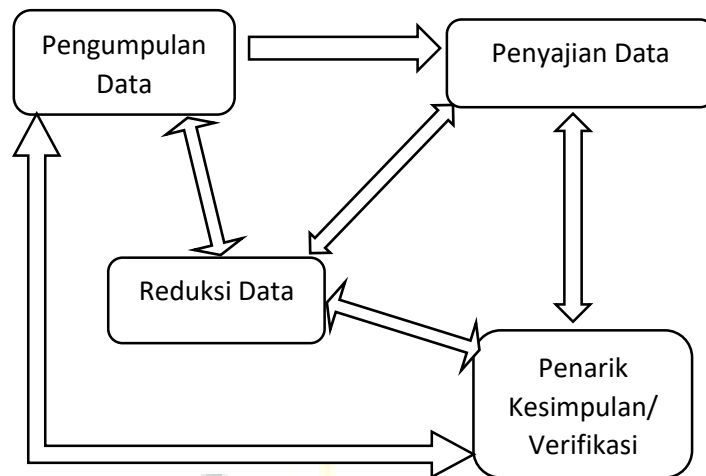 Pengumpulan
Data
Penyajian Data
Reduksi Data
Penarik
Kesimpulan/
Verifikasi